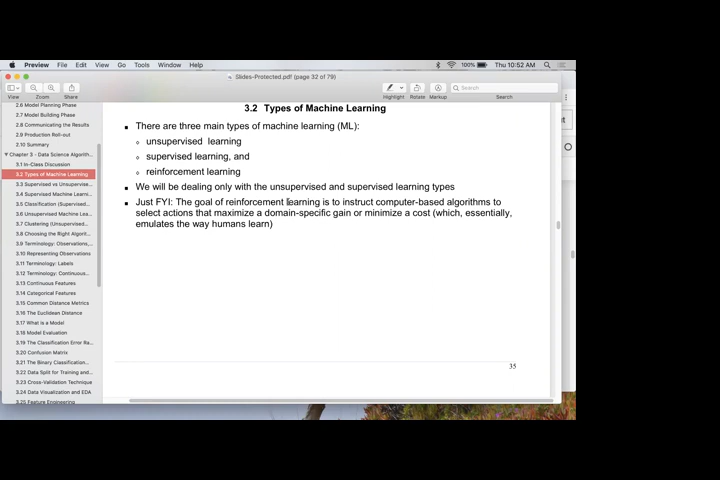 Preview File Edit View Go Tools Window Help
100% Thu 10:52 AM
Slides-Protected.pdf (page 32 of 79)
View Zoom Share Highlight Rotate Markup Search
Search
2.6 Model Planning Phase
2.7 Model Building Phase
2.8 Communicating the Results
2.9 Production Roll-out
2.10 Summary
Chapter 3 - Data Science Algorith...
3.1 In-Class Discussion
3.2 Types of Machine Learning
3.3 Supervised vs Unsupervise...
3.4 Supervised Machine Learni...
3.5 Classification (Supervised...
3.6 Unsupervised Machine Lea...
3.7 Clustering (Unsupervised...
3.8 Choosing the Right Algorit...
3.9 Terminology: Observations,...
3.10 Representing Observations
3.11 Terminology: Labels
3.12 Terminology: Continuous...
3.13 Continuous Features
3.14 Categorical Features
3.15 Common Distance Metrics
3.16 The Euclidean Distance
3.17 What is a Model
3.18 Model Evaluation
3.19 The Classification Error Ra...
3.20 Confusion Matrix
3.21 The Binary Classification...
3.22 Data Split for Training and...
3.23 Cross-Validation Technique
3.24 Data Visualization and EDA
3.25 Feature Engineering
3.2 Types of Machine Learning
There are three main types of machine learning (ML):
unsupervised learning
supervised learning, and
reinforcement learning
We will be dealing only with the unsupervised and supervised learning types
Just FYI: The goal of reinforcement learning is to instruct computer-based algorithms to
select actions that maximize a domain-specific gain or minimize a cost (which, essentially,
emulates the way humans learn)
35